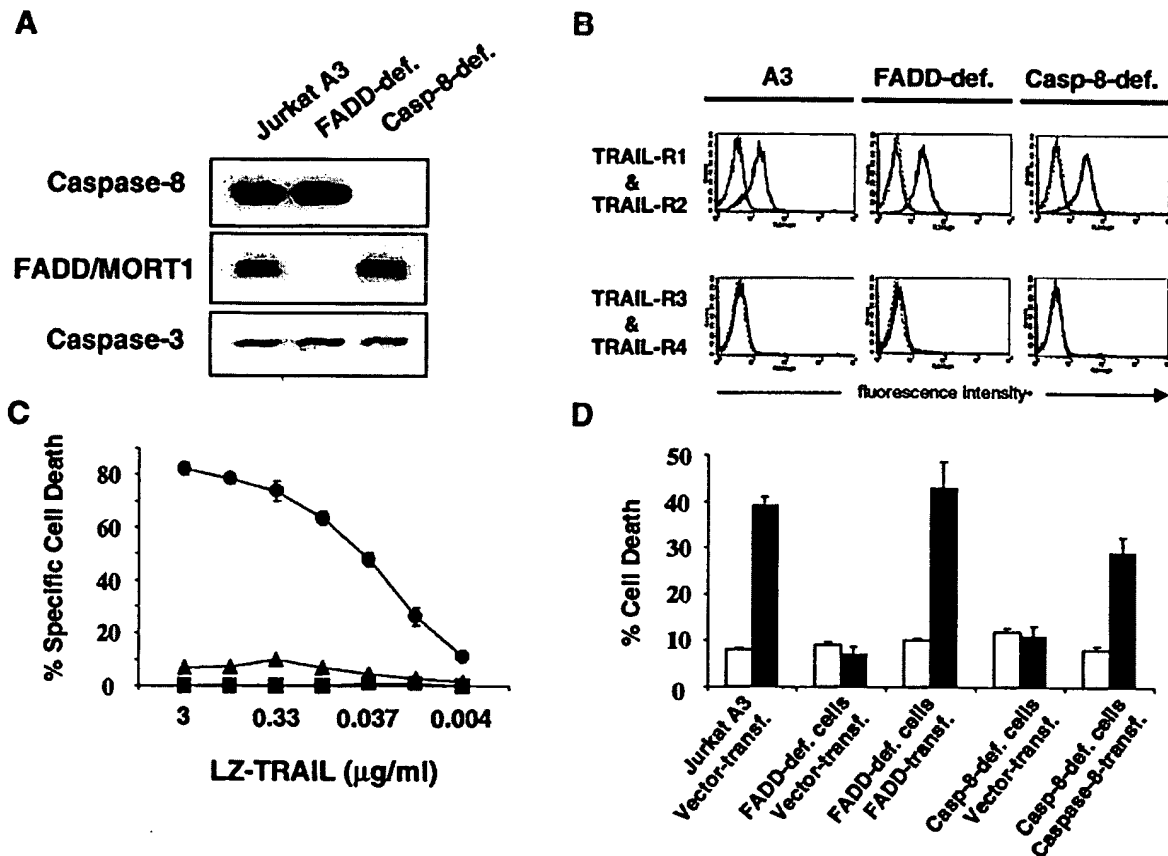 A
Jurkat A3
FADD-def.
Casp-8-def.
Caspase-8
FADD/MORT1
Caspase-3
B
A3
FADD-def.
Casp-8-def.
TRAIL-R1
&
TRAIL-R2
TRAIL-R3
&
TRAIL-R4
fluorescence intensity
C
% Specific Cell Death
80
60
40
20
0
3
0.33
0.037
0.004
LZ-TRAIL (µg/ml)
D
% Cell Death
50
40
30
20
10
0
Jurkat A3
Vector-transf.
FADD-def. cells
Vector-transf.
FADD-def. cells
FADD-transf.
Casp-8-def. cells
Vector-transf.
Casp-8-def. cells
Caspase-8-transf.